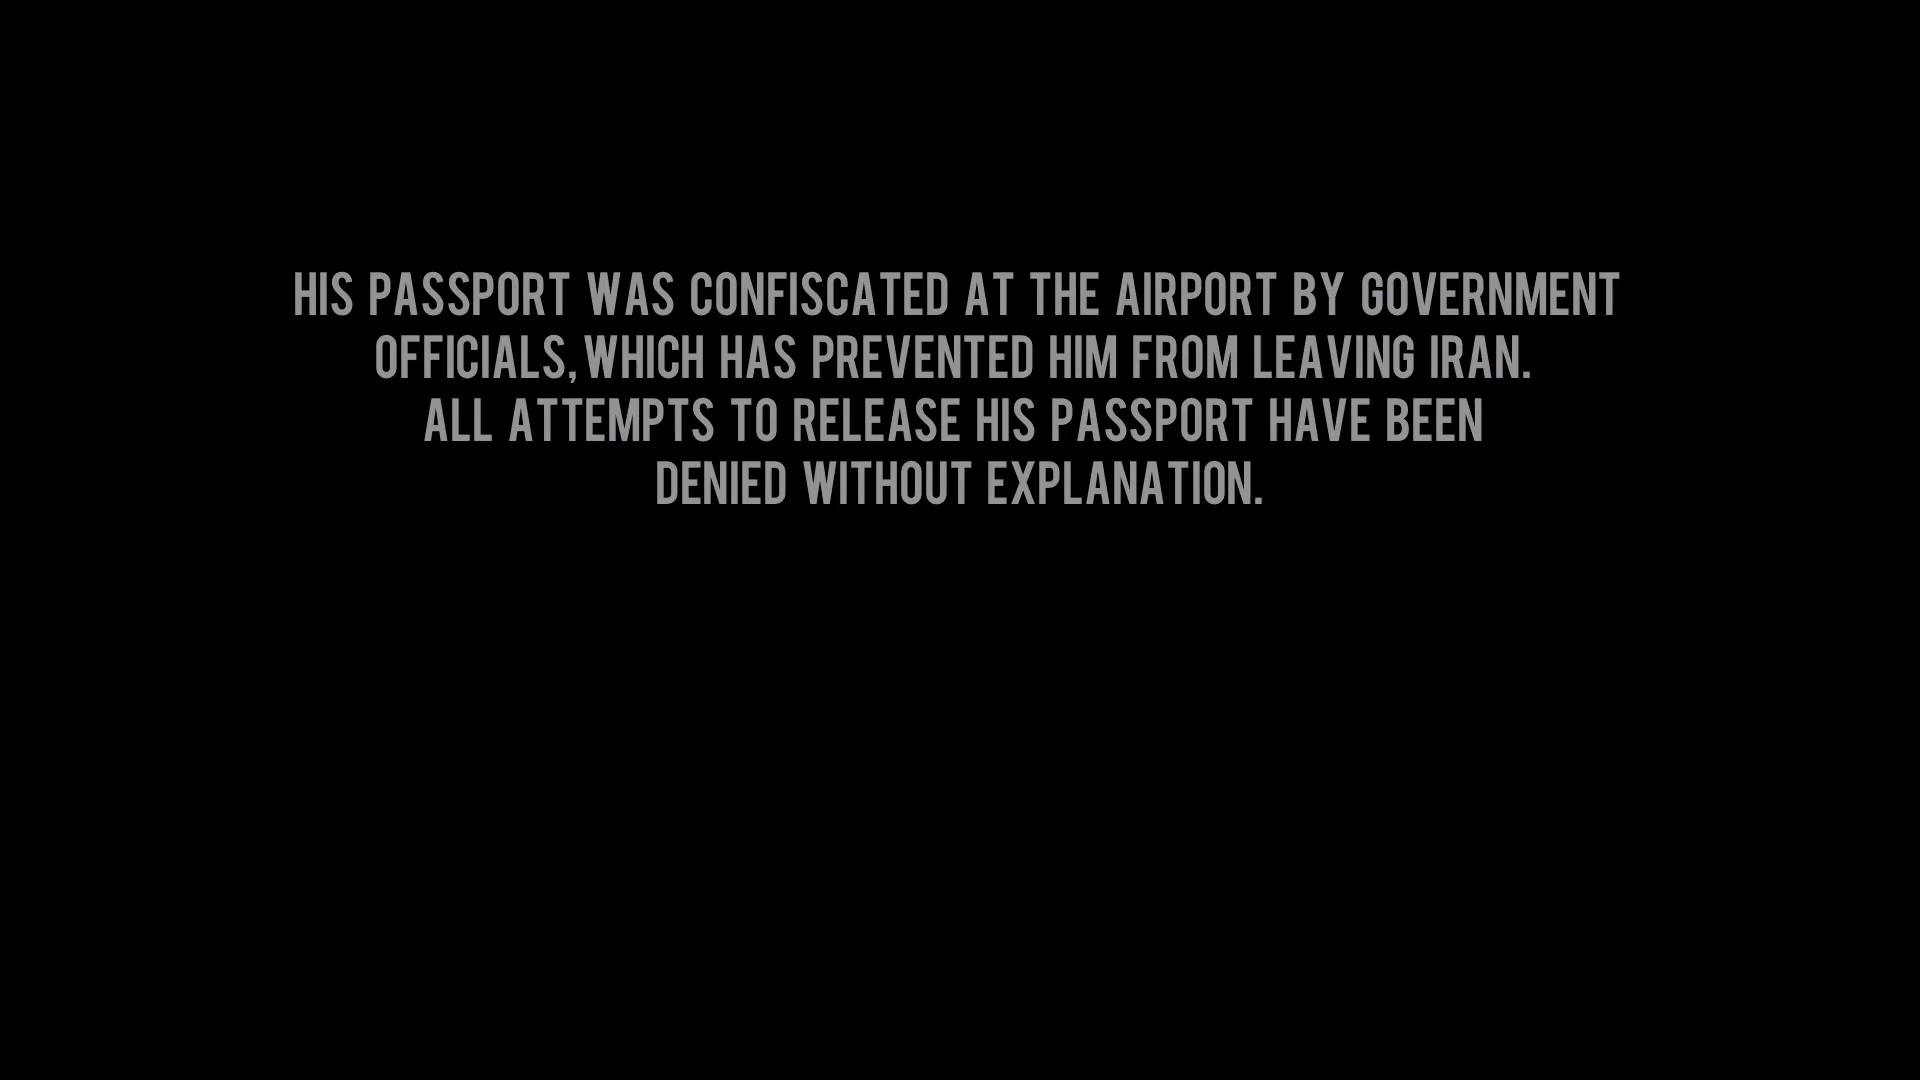 HIS PASSPORT WAS CONFISCATED AT THE AIRPORT BY GOVERNMENT
OFFICIALS, WHICH HAS PREVENTED HIM FROM LEAVING IRAN.
ALL ATTEMPTS TO RELEASE HIS PASSPORT HAVE BEEN
DENIED WITHOUT EXPLANATION.